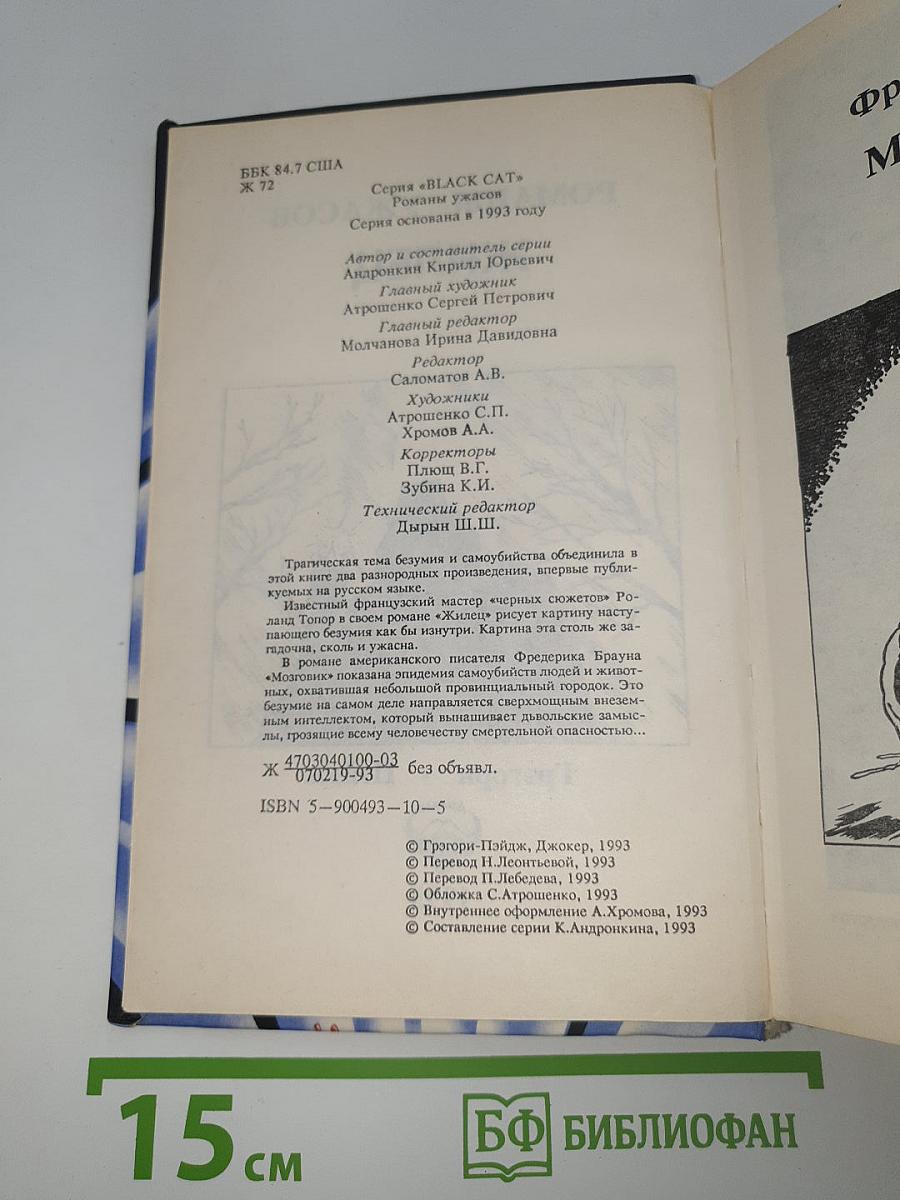 ББК 84.7 США
Ж 72
Серия «BLACK CAT»
Романы ужасов
Серия основана в 1993 году
Автор и составитель серии
Андронкин Кирилл Юрьевич
Главный художник
Атрошенко Сергей Петрович
Главный редактор
Молчанова Ирина Давидовна
Редактор
Саломатов А.В.
Художники
Атрошенко С.П.
Хромов А.А.
Корректоры
Плющ В.Г.
Зубина К.И.
Технический редактор
Дырын Ш.Ш.
Трагическая тема безумия и самоубийства объединила в
этой книге два разнородных произведения, впервые публи-
куемых на русском языке.
Известный французский мастер «черных сюжетов» Ро-
ланд Топор в своем романе «Жилец» рисует картину насту-
пающего безумия как бы изнутри. Картина эта столь же за-
гадочна, сколь и ужасна.
В романе американского писателя Фредерика Брауна
«Мозговик» показана эпидемия самоубийств людей и живот-
ных, охватившая небольшой провинциальный городок. Это
безумие на самом деле направляется сверхмощным внезем-
ным интеллектом, который вынашивает дьвольские замыс-
лы, грозящие всему человечеству смертельной опасностью...
Ж 4703040100-03 без объявл.
070219-93
ISBN 5—900493—10—5
© Грэгори-Пэйдж, Джокер, 1993
© Перевод Н.Леонтьевой, 1993
© Перевод П.Лебедева, 1993
© Обложка С.Атрошенко, 1993
© Внутреннее оформление А.Хромова, 1993
© Составление серии К.Андронкина, 1993
Фр
М
15 см
БФ БИБЛИОФАН